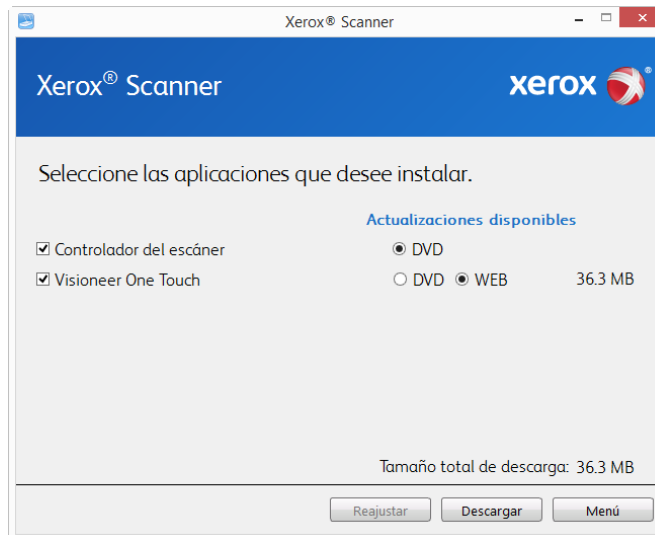 Xerox® Scanner
Xerox® Scanner
xerox ®
Seleccione las aplicaciones que desee instalar.
Actualizaciones disponibles
Controlador del escáner DVD
Visioneer One Touch DVD WEB 36.3 MB
Tamaño total de descarga: 36.3 MB
Reajustar Descargar Menú